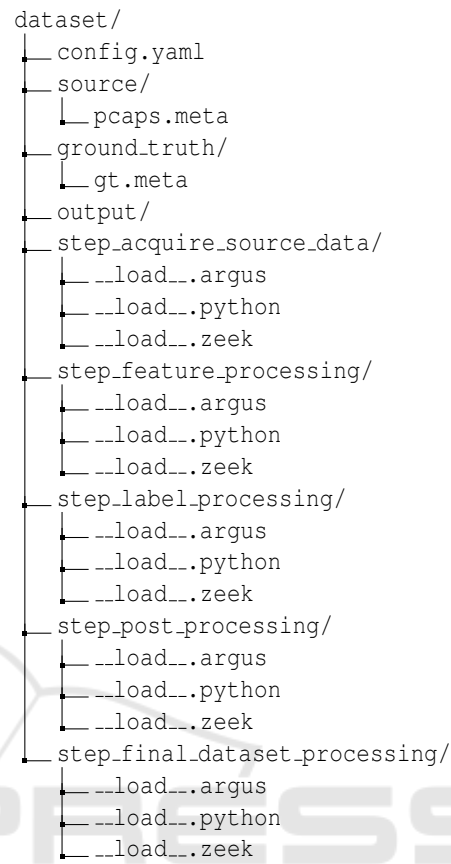 dataset/
config.yaml
source/
pcaps.meta
ground_truth/
gt.meta
output/
step_acquire_source_data/
__load__.argus
__load__.python
__load__.zeek
step_feature_processing/
__load__.argus
__load__.python
__load__.zeek
step_label_processing/
__load__.argus
__load__.python
__load__.zeek
step_post_processing/
__load__.argus
__load__.python
__load__.zeek
step_final_dataset_processing/
__load__.argus
__load__.python
__load__.zeek